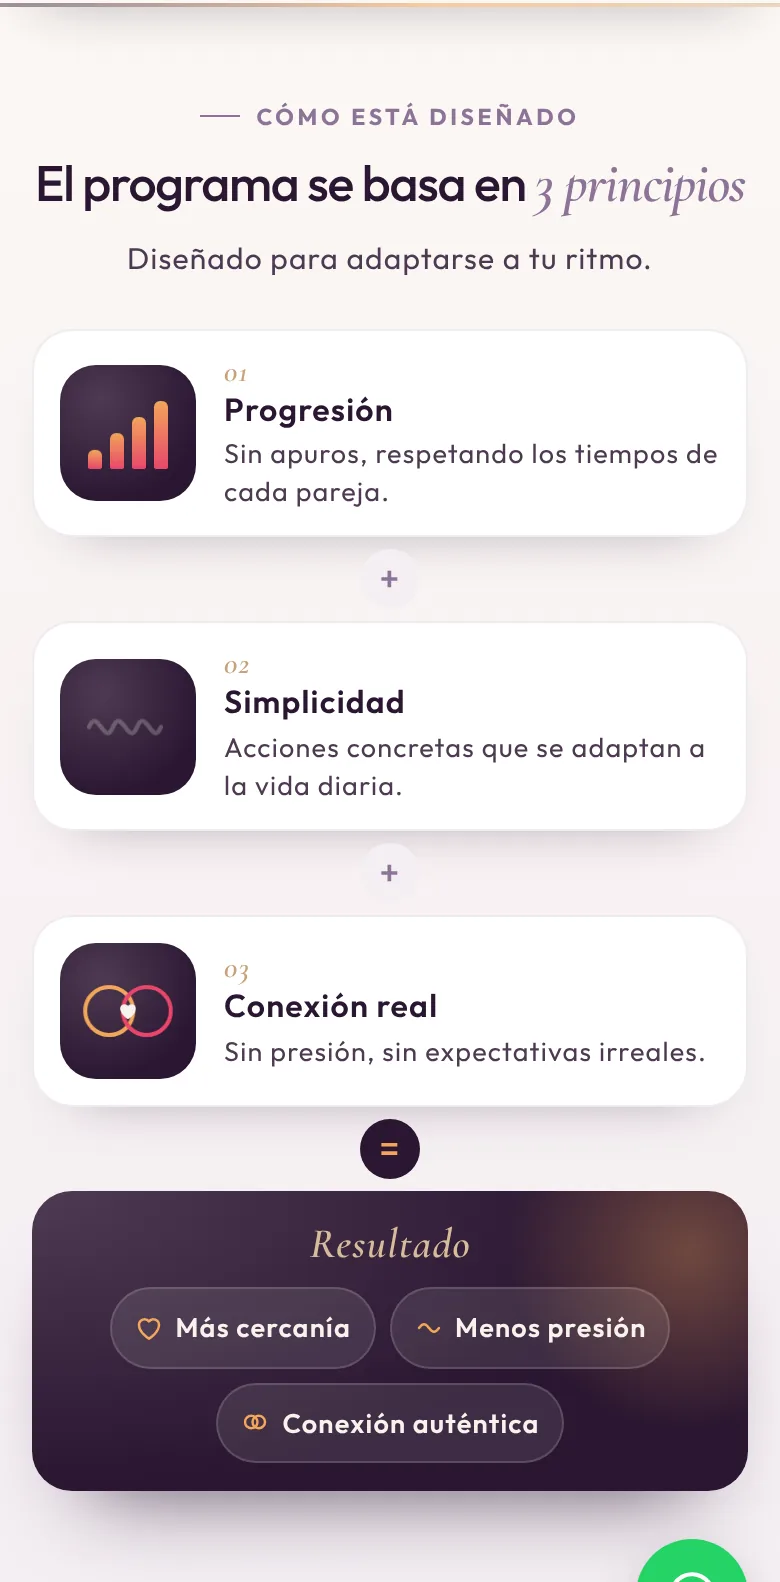 CÓMO ESTÁ DISEÑADO
El programa se basa en 3 principios
Diseñado para adaptarse a tu ritmo.
01
Progresión
Sin apuros, respetando los tiempos de
cada pareja.
+
02
Simplicidad
Acciones concretas que se adaptan a
la vida diaria.
+
03
Conexión real
Sin presión, sin expectativas irreales.
=
Resultado
Más cercanía
Menos presión
Conexión auténtica